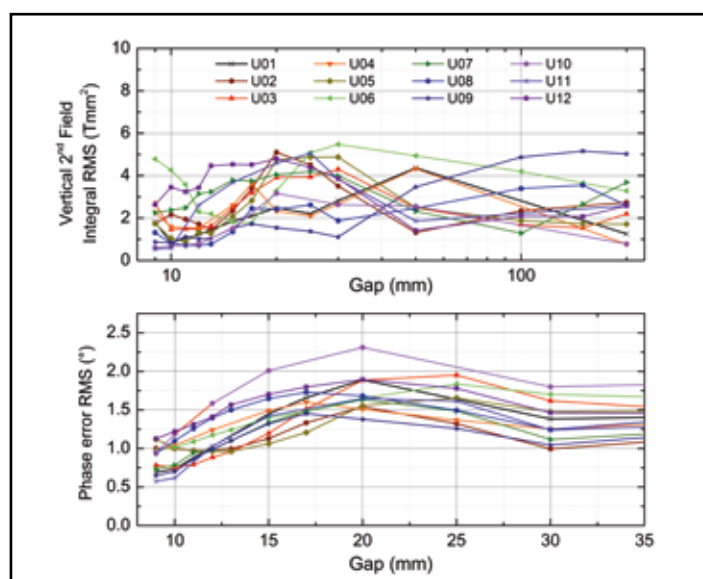 Vertical 2nd Field
Integral RMS (Tmm²)
10
8
6
4
2
0
U01 U04 U07 U10
U02 U05 U08 U11
U03 U06 U09 U12
10 100
Gap (mm)
Phase error RMS (°)
2.5
2.0
1.5
1.0
0.5
0.0
10 15 20 25 30 35
Gap (mm)